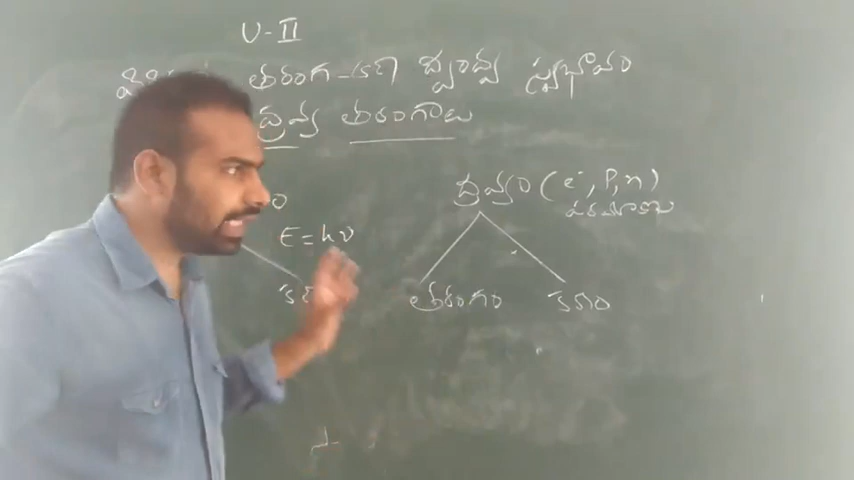 U-II
తరంగ-కణ ద్వంద్వ స్వభావం
ద్రవ్య తరంగాలు
ద్రవ్యం (e⁻, P, n)
పరమాణువు
E=hν
తరంగం కణం